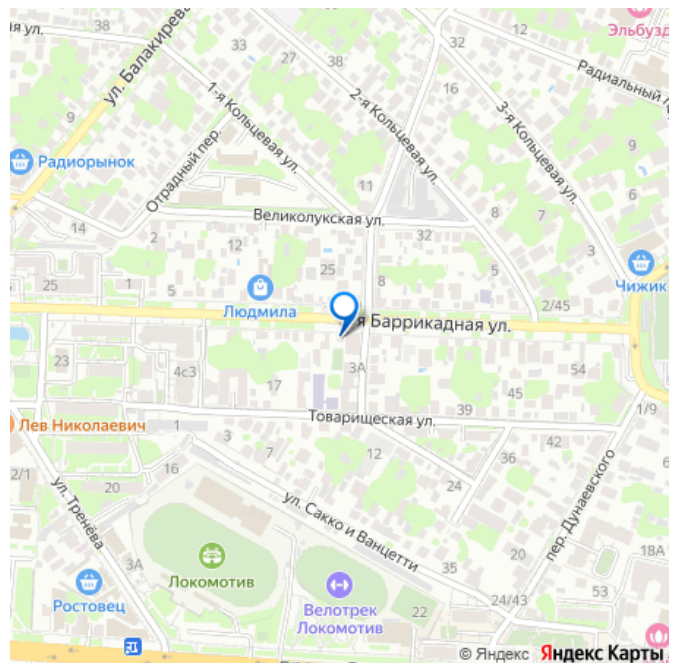 я ул.
ул. Балакирева
33
38
27
32
Эльбузд
Радиальный п
9
1-я Кольцевая ул.
2-я Кольцевая ул.
16
3-я Кольцевая ул.
9
Радиорынок
Отрадный пер.
11
6
14
2
12
Великолукская ул.
32
8
7
3
25
1
5
25
8
Чижик
Людмила
2/45
я Баррикадная ул.
23
4с3
17
3А
45
54
Лев Николаевич
1
Товарищеская ул.
39
42
1/9
3
7
12
36
2/1
16
20
24
6
ул. Тренёва
ул. Сакко и Ванцетти
пер. Дунаевского
18А
Локомотив
35
20
Ростовец
Велотрек
Локомотив
22
24/43
53
© Яндекс Яндекс Карты